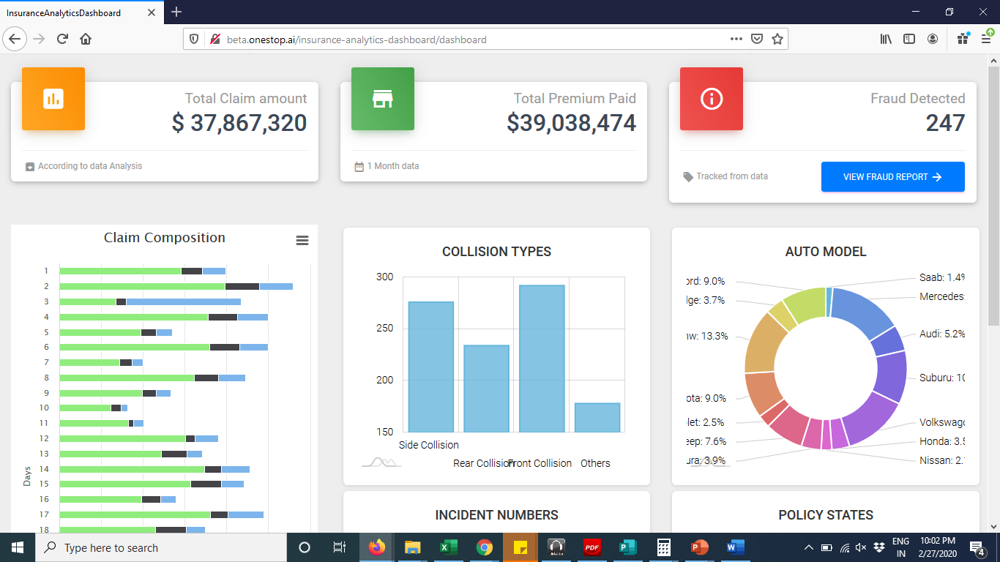 InsuranceAnalyticsDashboard
beta.onestop.ai/insurance-analytics-dashboard/dashboard
Total Claim amount
$ 37,867,320
According to data Analysis
Total Premium Paid
$39,038,474
1 Month data
Fraud Detected
247
Tracked from data
VIEW FRAUD REPORT
Claim Composition
1
2
3
4
5
6
7
8
9
10
11
12
13
14
15
16
17
18
Days
COLLISION TYPES
300
250
200
150
Side Collision
Rear Collision
Front Collision
Others
AUTO MODEL
ord: 9.0%
lge: 3.7%
w: 13.3%
ota: 9.0%
let: 2.5%
eep: 7.6%
ura: 3.9%
Saab: 1.4%
Mercedes:
Audi: 5.2%
Suburu: 10
Volkswag
Honda: 3.5
Nissan: 2.
INCIDENT NUMBERS
POLICY STATES
Type here to search
PDF
ENG
IN
10:02 PM
2/27/2020
4